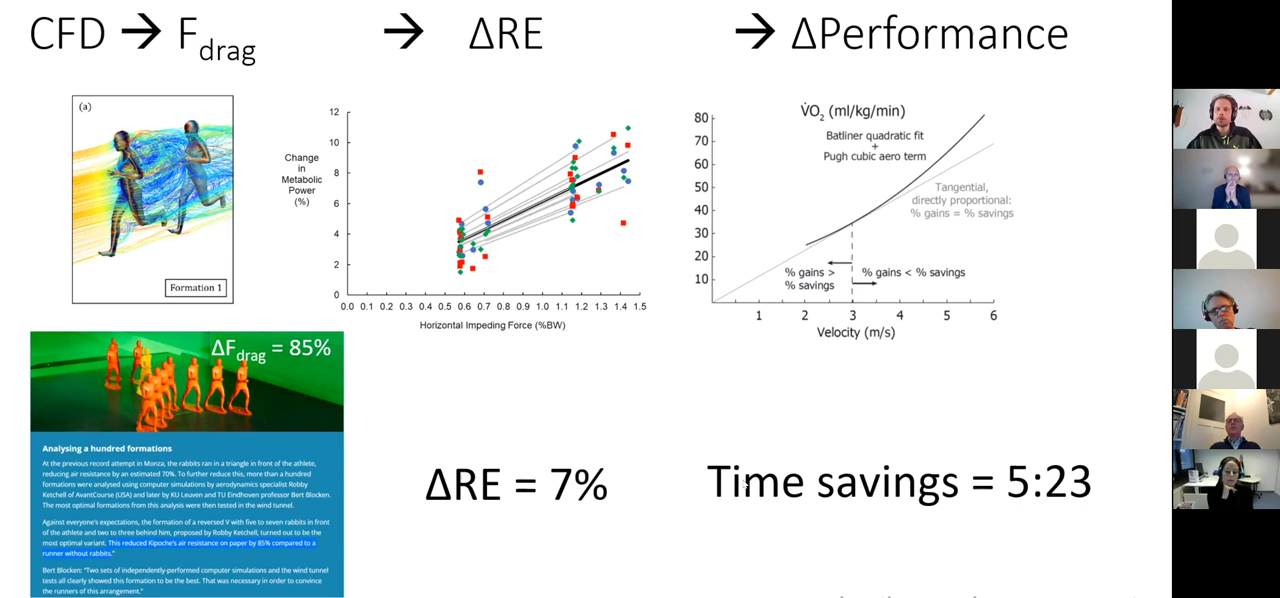 CFD → F_drag → ΔRE → ΔPerformance
(a)
Formation 1
Change
in
Metabolic
Power
(%)
12
10
8
6
4
2
0
0.0 0.1 0.2 0.3 0.4 0.5 0.6 0.7 0.8 0.9 1.0 1.1 1.2 1.3 1.4 1.5
Horizontal Impeding Force (%BW)
V̇O2 (ml/kg/min)
Batliner quadratic fit
+
Pugh cubic aero term
Tangential,
directly proportional:
% gains = % savings
80
70
60
50
40
30
20
10
% gains >
% savings
% gains < % savings
1 2 3 4 5 6
Velocity (m/s)
ΔF_drag = 85%
Analysing a hundred formations
At the previous record attempt in Monza, the rabbits ran in a triangle in front of the athlete,
reducing air resistance by an estimated 70%. To further reduce this, more than a hundred
formations were analysed using computer simulations by aerodynamics specialist Robby
Ketchell of AvantCourse (USA) and later by KU Leuven and TU Eindhoven professor Bert Blocken.
The most optimal formations from this analysis were then tested in the wind tunnel.
Against everyone's expectations, the formation of a reversed V with five to seven rabbits in front
of the athlete and two to three behind him, proposed by Robby Ketchell, turned out to be the
most optimal variant. This reduced Kipoche's air resistance on paper by 85% compared to a
runner without rabbits."
Bert Blocken: "Two sets of independently-performed computer simulations and the wind tunnel
tests all clearly showed this formation to be the best. That was necessary in order to convince
the runners of this arrangement."
ΔRE = 7%
Time savings = 5:23